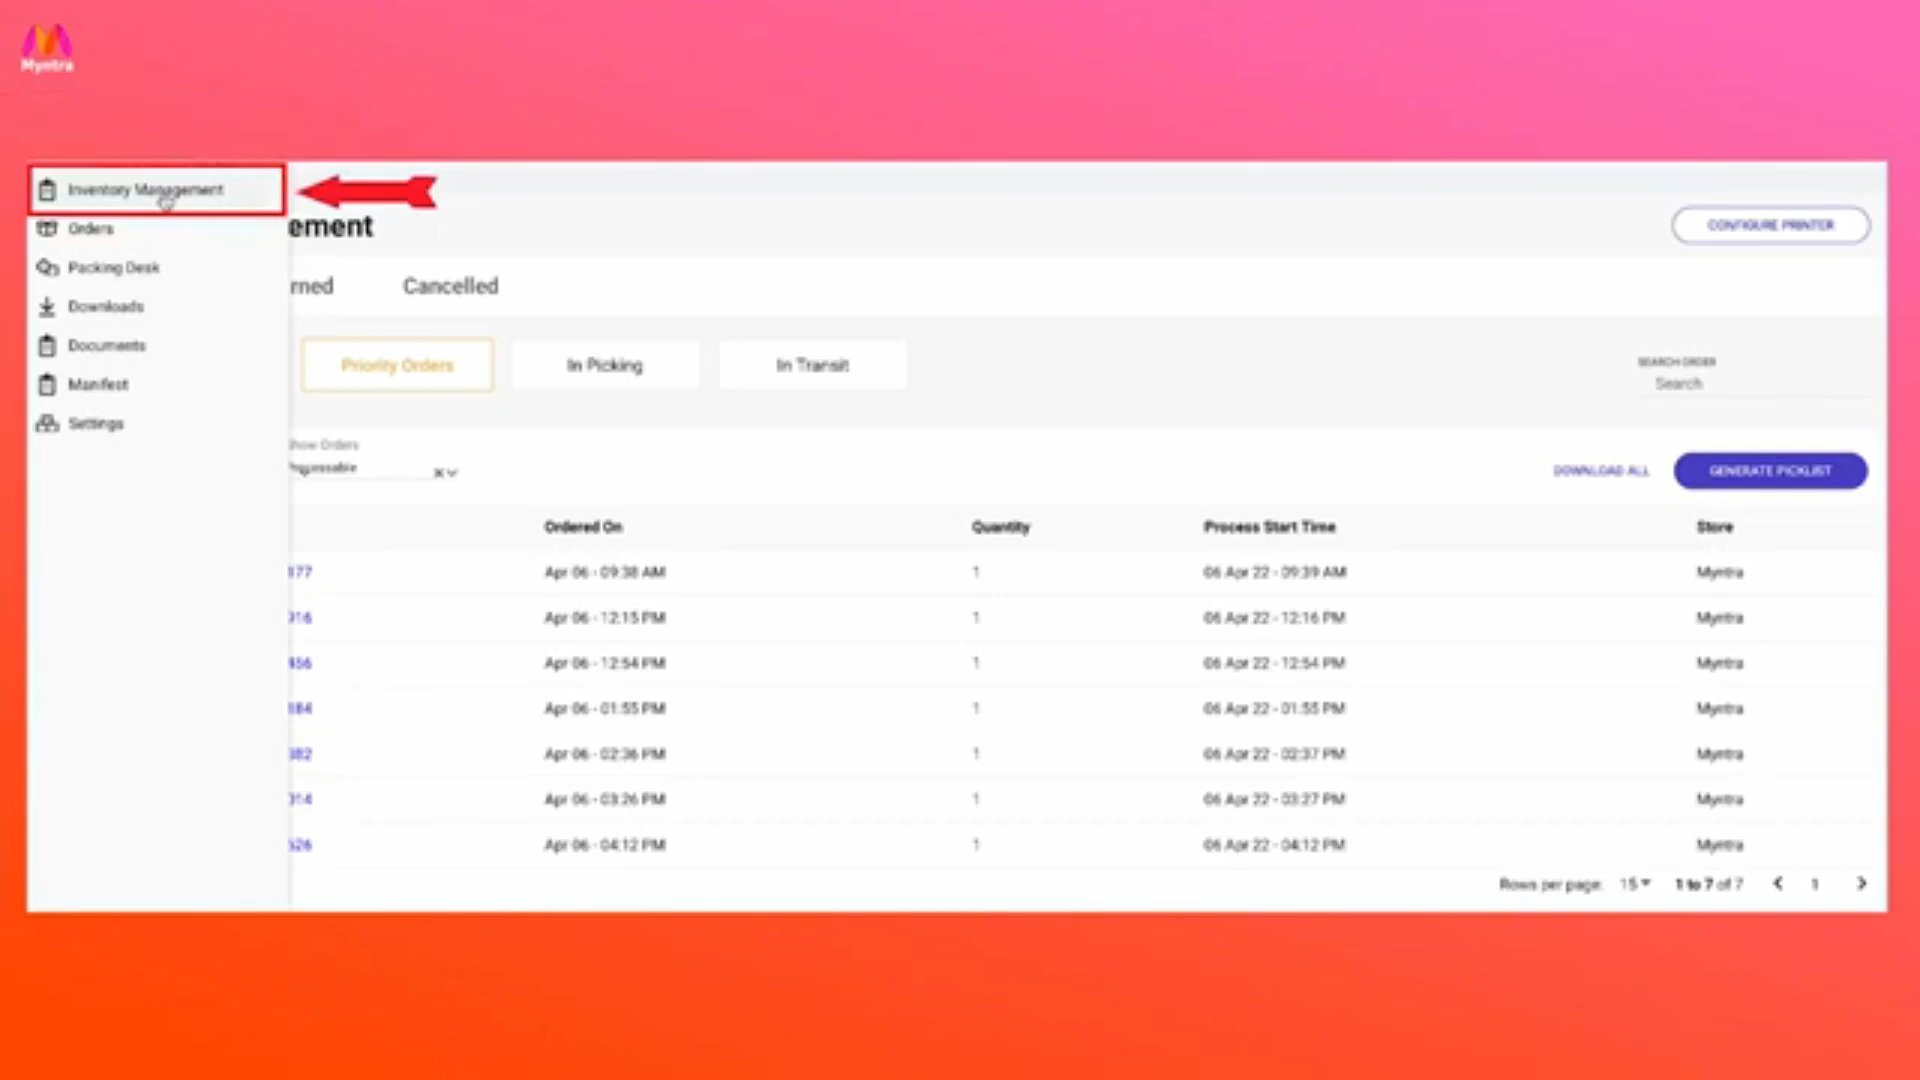 Myntra
Inventory Management
Orders
Packing Desk
Downloads
Documents
Manifest
Settings
ement
CONFIGURE PRINTER
rned
Cancelled
Priority Orders
In Picking
In Transit
SEARCH ORDER
Search
Show Orders
DOWNLOAD ALL
GENERATE PICKLIST
Ordered On Quantity Process Start Time Store
177 Apr 06 - 09:38 AM 1 06 Apr 22 - 09:39 AM Myntra
916 Apr 06 - 12:15 PM 1 06 Apr 22 - 12:16 PM Myntra
456 Apr 06 - 12:54 PM 1 06 Apr 22 - 12:54 PM Myntra
184 Apr 06 - 01:55 PM 1 06 Apr 22 - 01:55 PM Myntra
382 Apr 06 - 02:36 PM 1 06 Apr 22 - 02:37 PM Myntra
Apr 06 - 03:26 PM 1 06 Apr 22 - 03:27 PM Myntra
526 Apr 06 - 04:12 PM 1 06 Apr 22 - 04:12 PM Myntra
Rows per page: 15 1 to 7 of 7 < 1 >